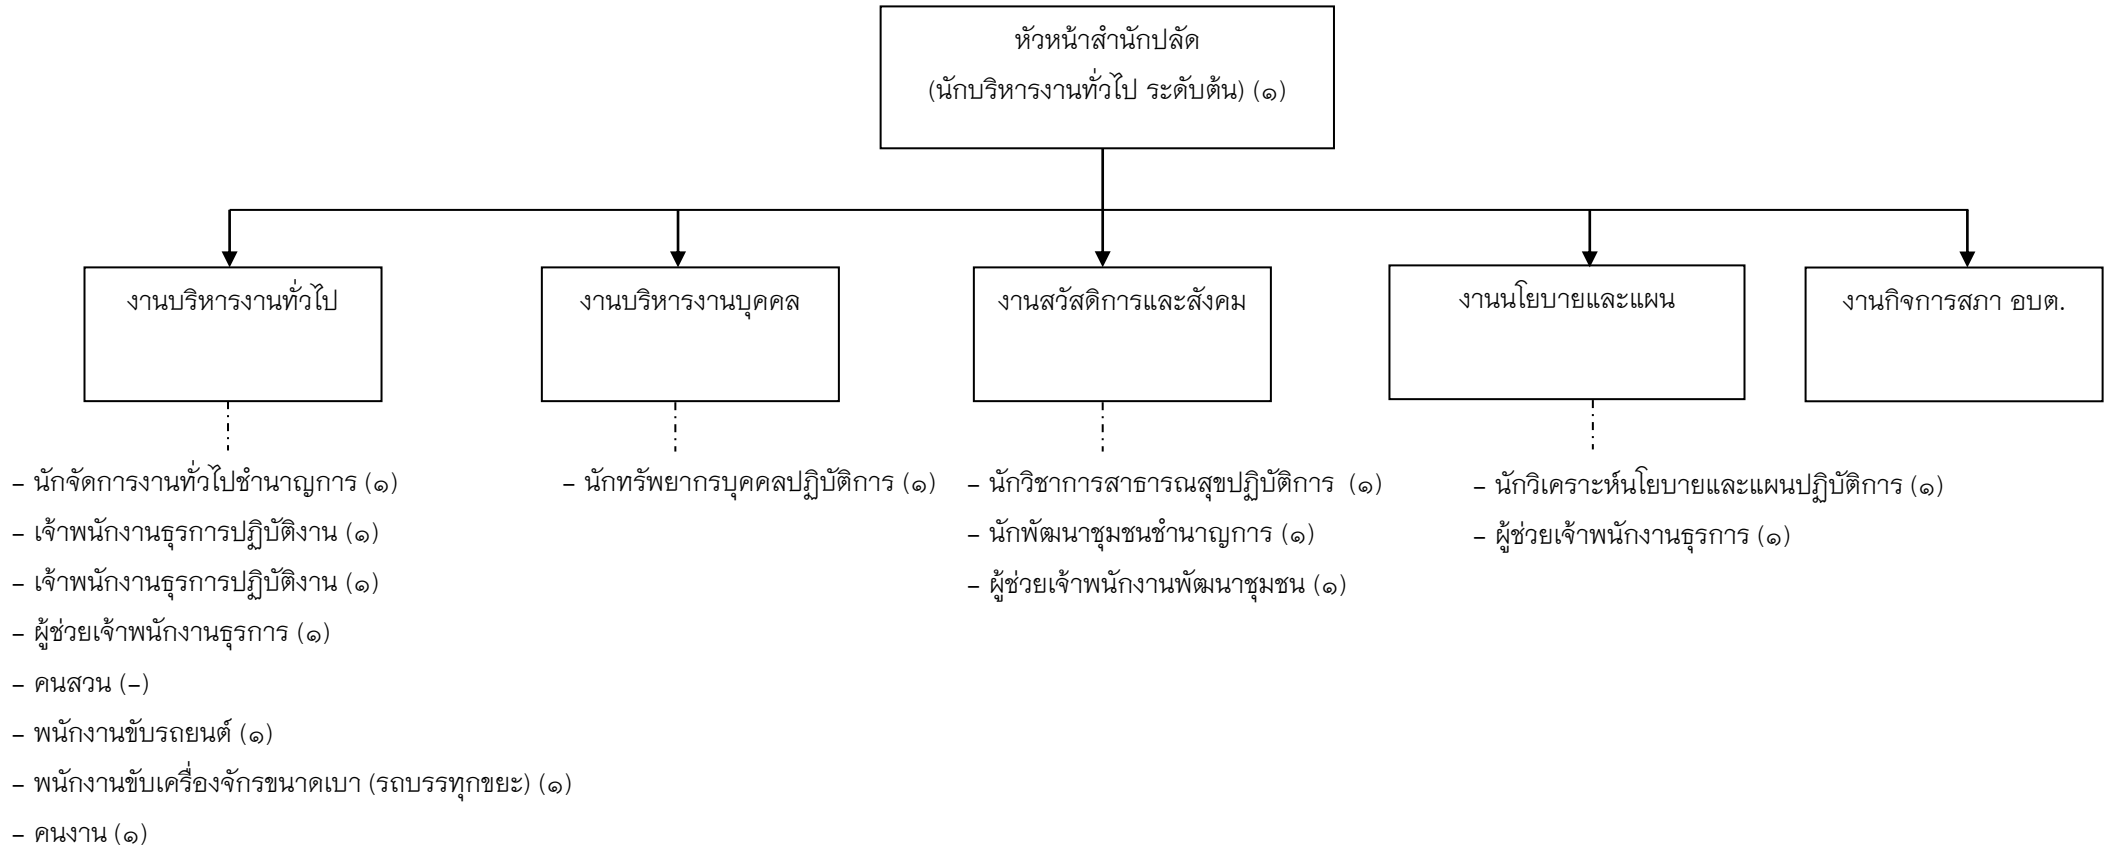 หัวหน้าสำนักปลัด
(นักบริหารงานทั่วไป ระดับต้น) (๑)
งานบริหารงานทั่วไป
งานบริหารงานบุคคล
งานสวัสดิการและสังคม
งานนโยบายและแผน
งานกิจการสภา อบต.
– นักจัดการงานทั่วไปชำนาญการ (๑)
– เจ้าพนักงานธุรการปฏิบัติงาน (๑)
– เจ้าพนักงานธุรการปฏิบัติงาน (๑)
– ผู้ช่วยเจ้าพนักงานธุรการ (๑)
– คนสวน (–)
– พนักงานขับรถยนต์ (๑)
– พนักงานขับเครื่องจักรขนาดเบา (รถบรรทุกขยะ) (๑)
– คนงาน (๑)
– นักทรัพยากรบุคคลปฏิบัติการ (๑)
– นักวิชาการสาธารณสุขปฏิบัติการ (๑)
– นักพัฒนาชุมชนชำนาญการ (๑)
– ผู้ช่วยเจ้าพนักงานพัฒนาชุมชน (๑)
– นักวิเคราะห์นโยบายและแผนปฏิบัติการ (๑)
– ผู้ช่วยเจ้าพนักงานธุรการ (๑)